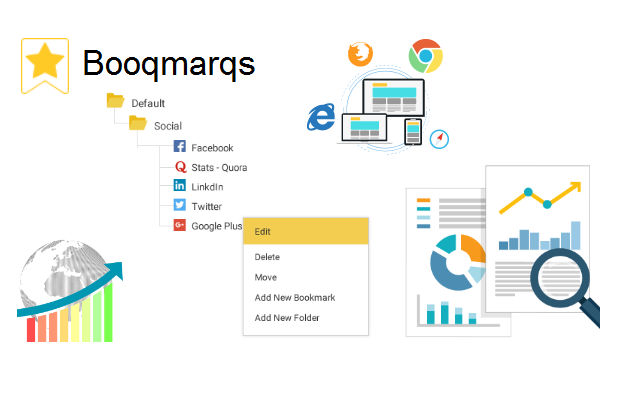 Booqmarqs
Default
Social
Facebook
Stats - Quora
LinkdIn
Twitter
Google Plus
Edit
Delete
Move
Add New Bookmark
Add New Folder